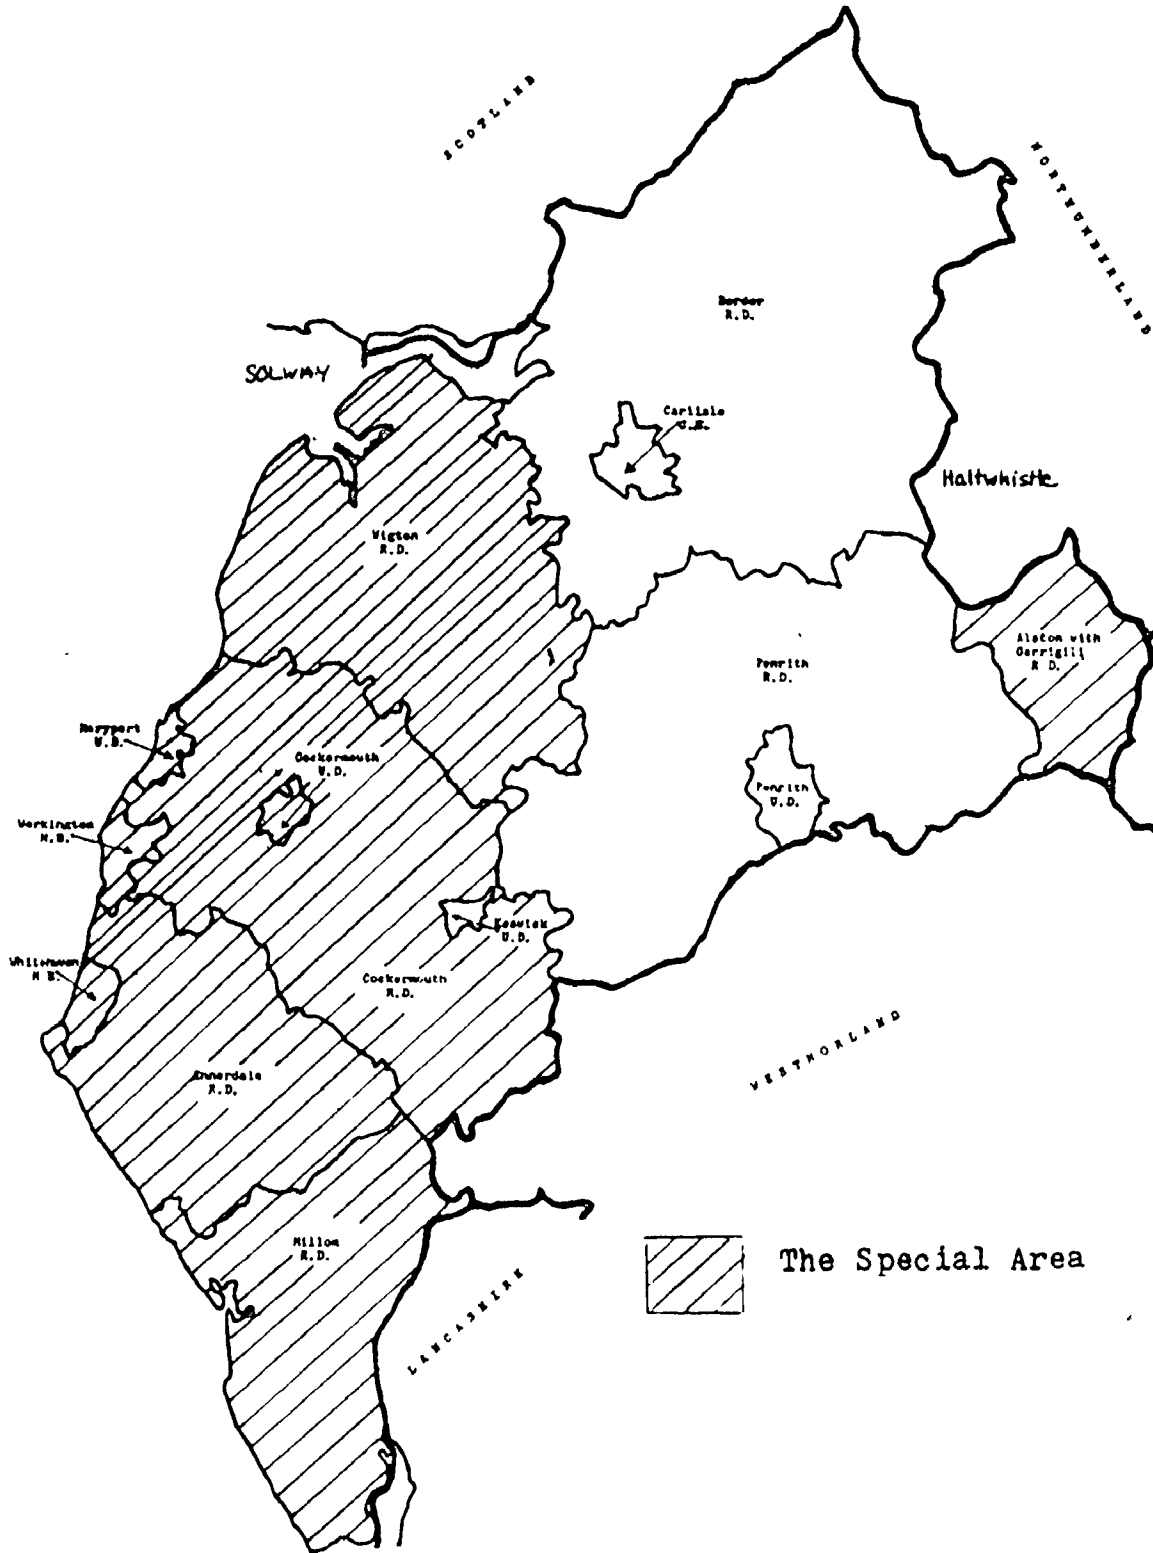 SCOTLAND
NORTHUMBERLAND
Border
R.D.
SOLWAY
Carlisle
Haltwhistle
Wigton
R.D.
Alston with
Garrigill
R D.
Penrith
R.D.
Maryport
U.D.
Cockermouth
U.D.
Penrith
U.D.
Workington
M.B.
Keswick
U.D.
Whitehaven
M B.
Cockermouth
R.D.
WESTMORLAND
Ennerdale
R.D.
Millom
R.D.
The Special Area
LANCASHIRE